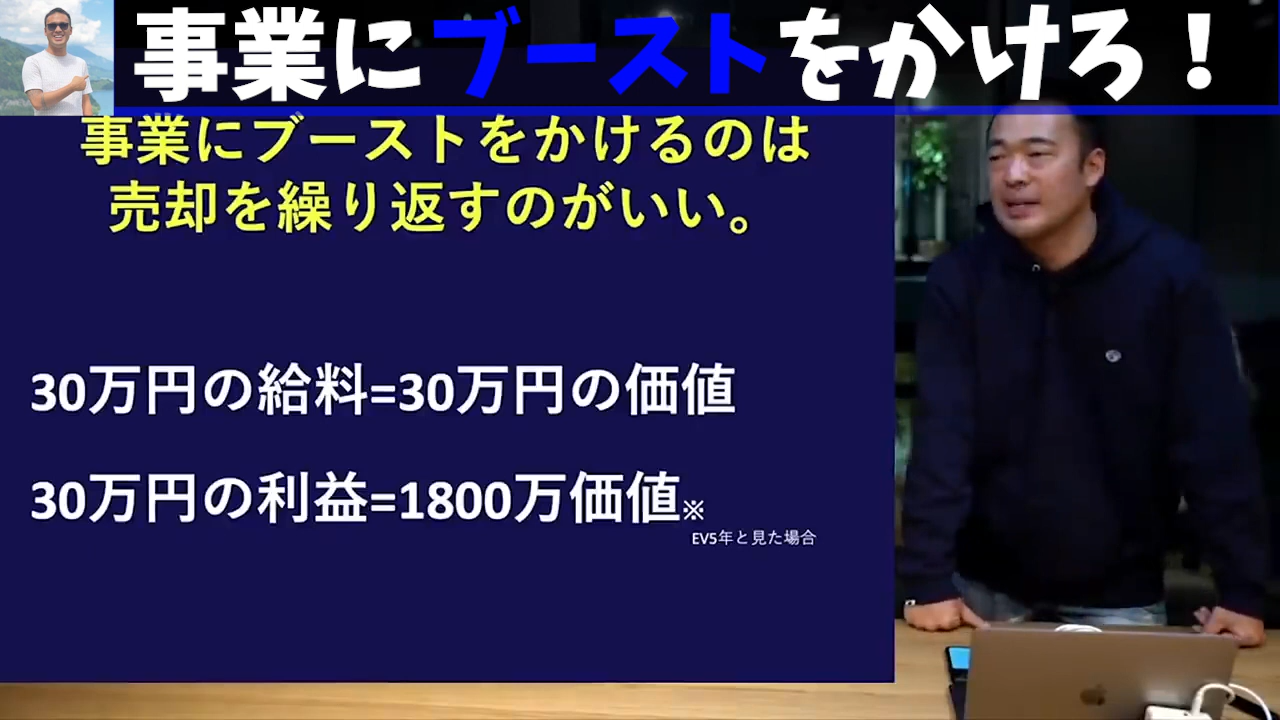 事業にブーストをかけろ！
事業にブーストをかけるのは
売却を繰り返すのがいい。
30万円の給料=30万円の価値
30万円の利益=1800万価値※
EV5年と見た場合